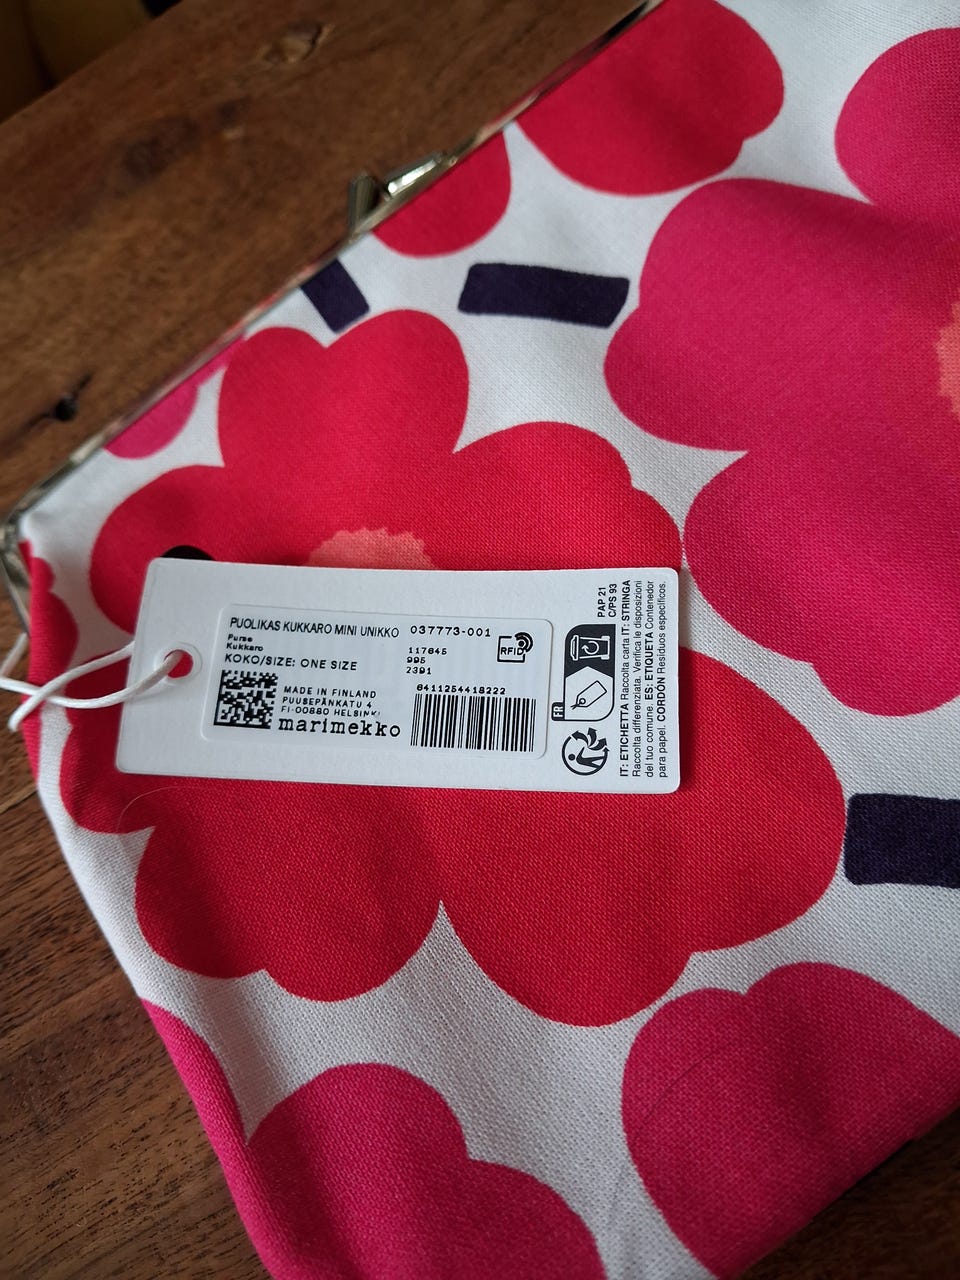 PUOLIKAS KUKKARO MINI UNIKKO 037773-001
Purse
Kukkaro
KOKO/SIZE: ONE SIZE
117645
995
2391
RFID
MADE IN FINLAND
PUUSEPÄNKATU 4
FI-00880 HELSINKI
marimekko
6411254418222
FR
PAP 21
C/PS 93
IT: ETICHETTA Raccolta carta IT: STRINGA
Raccolta differenziata. Verifica le disposizioni
del tuo comune. ES: ETIQUETA Contenedor
para papel. CORDÓN Residuos específicos.